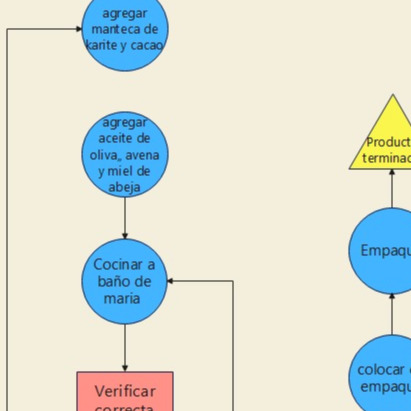 agregar
manteca de
karite y cacao
agregar
aceite de
oliva,, avena
y miel de
abeja
Cocinar a
baño de
maria
Verificar
correcta
Product
terminac
Empaqu
colocar
empaqu